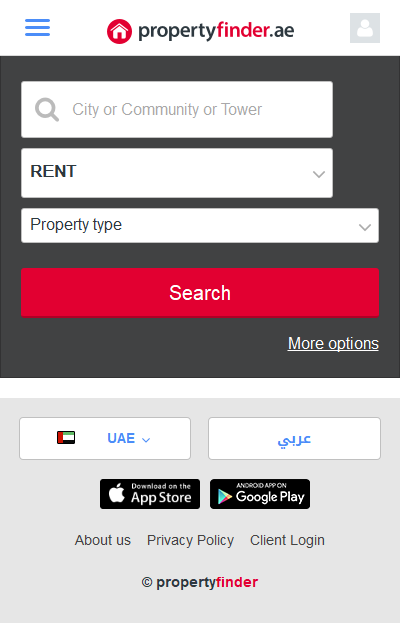 propertyfinder.ae
City or Community or Tower
RENT
Property type
Search
More options
UAE
عربي
Download on the
App Store
ANDROID APP ON
Google Play
About us Privacy Policy Client Login
© propertyfinder